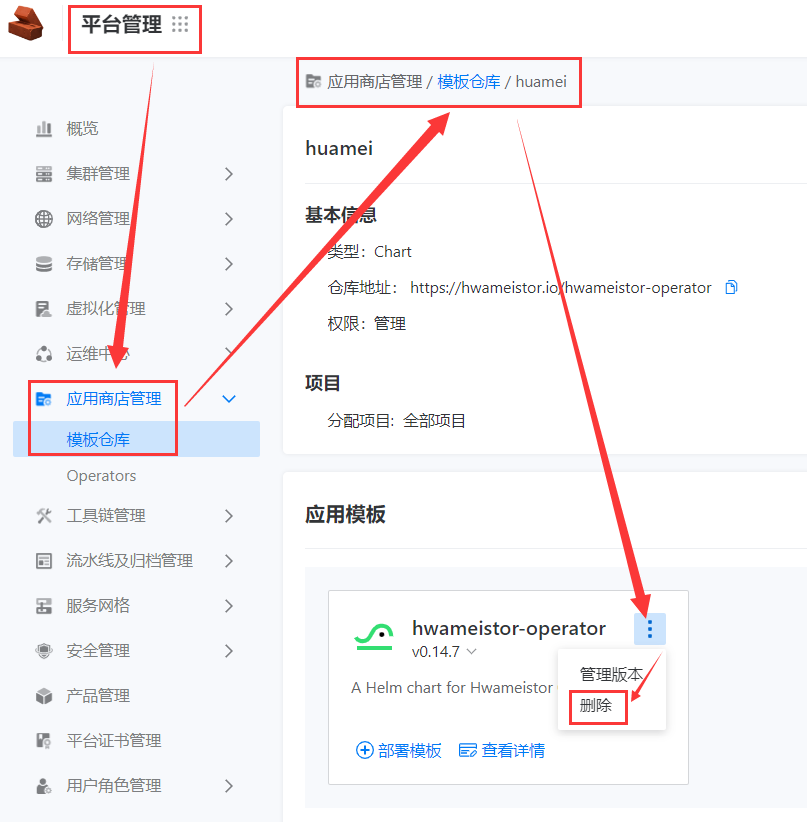 平台管理
概览
集群管理
网络管理
存储管理
虚拟化管理
运维中心
应用商店管理
模板仓库
Operators
工具链管理
流水线及归档管理
服务网格
安全管理
产品管理
平台证书管理
用户角色管理
应用商店管理 / 模板仓库 / huamei
huamei
基本信息
类型： Chart
仓库地址： https://hwameistor.io/hwameistor-operator
权限： 管理
项目
分配项目: 全部项目
应用模板
hwameistor-operator
v0.14.7
A Helm chart for Hwameistor
管理版本
删除
部署模板 查看详情